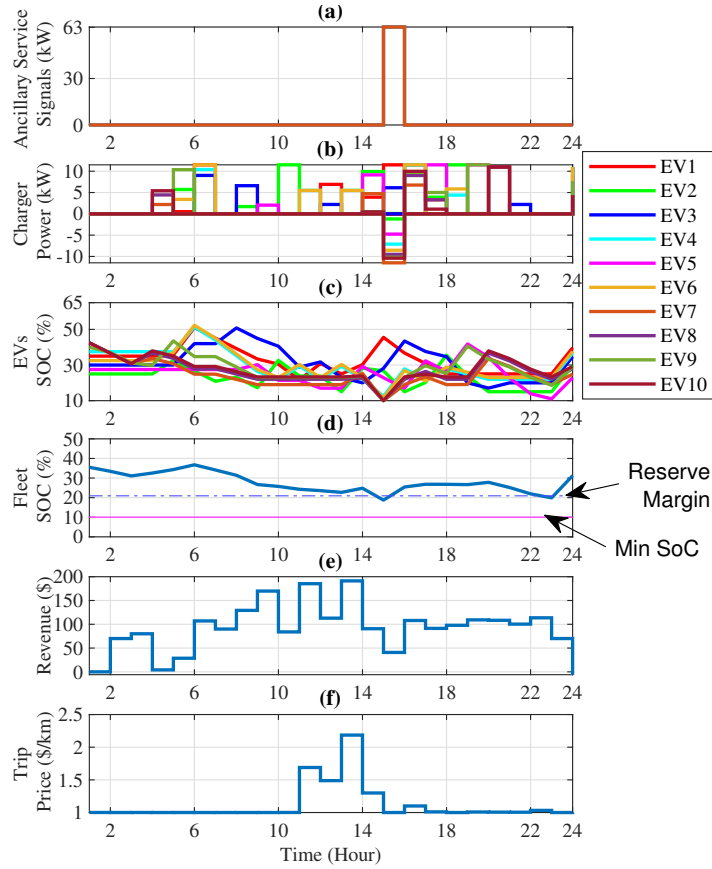 (a)
Ancillary Service
Signals (kW)
63
30
0
2 6 10 14 18 22 24
(b)
Charger
Power (kW)
10
5
0
-5
-10
2 6 10 14 18 22 24
(c)
EVs
SOC (%)
65
50
30
10
2 6 10 14 18 22 24
EV1
EV2
EV3
EV4
EV5
EV6
EV7
EV8
EV9
EV10
(d)
Fleet
SOC (%)
50
40
30
20
10
0
2 6 10 14 18 22 24
Reserve
Margin
Min SoC
(e)
Revenue ($)
200
150
100
50
0
2 6 10 14 18 22 24
(f)
Trip
Price ($/km)
2.5
2
1.5
1
2 6 10 14 18 22 24
Time (Hour)